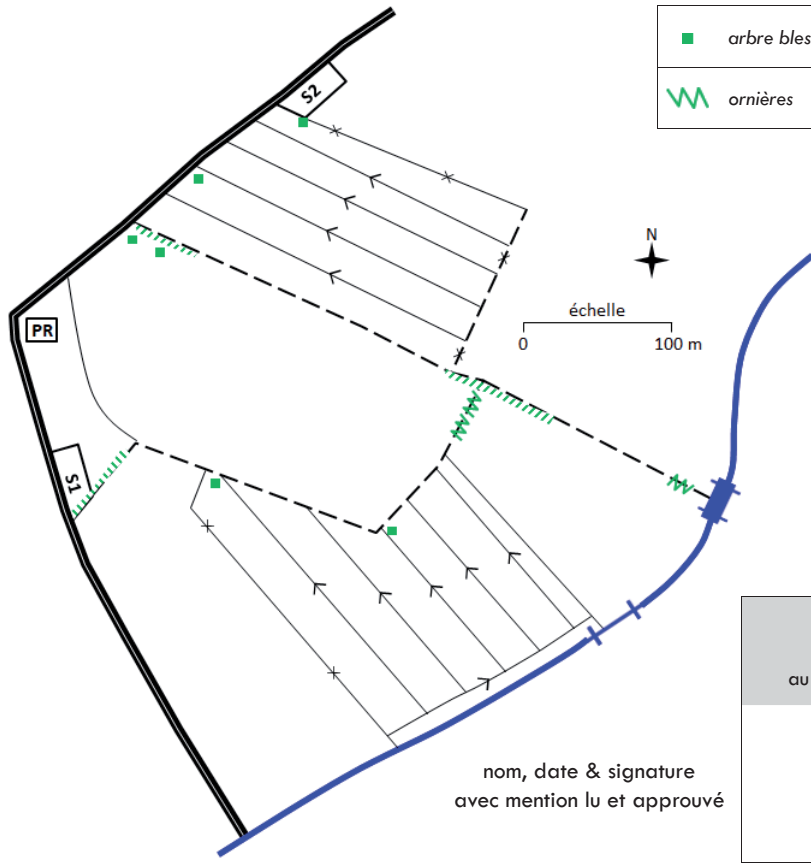 arbre bles
ornières
S2
N
échelle
0 100 m
PR
S1
au
nom, date & signature
avec mention lu et approuvé